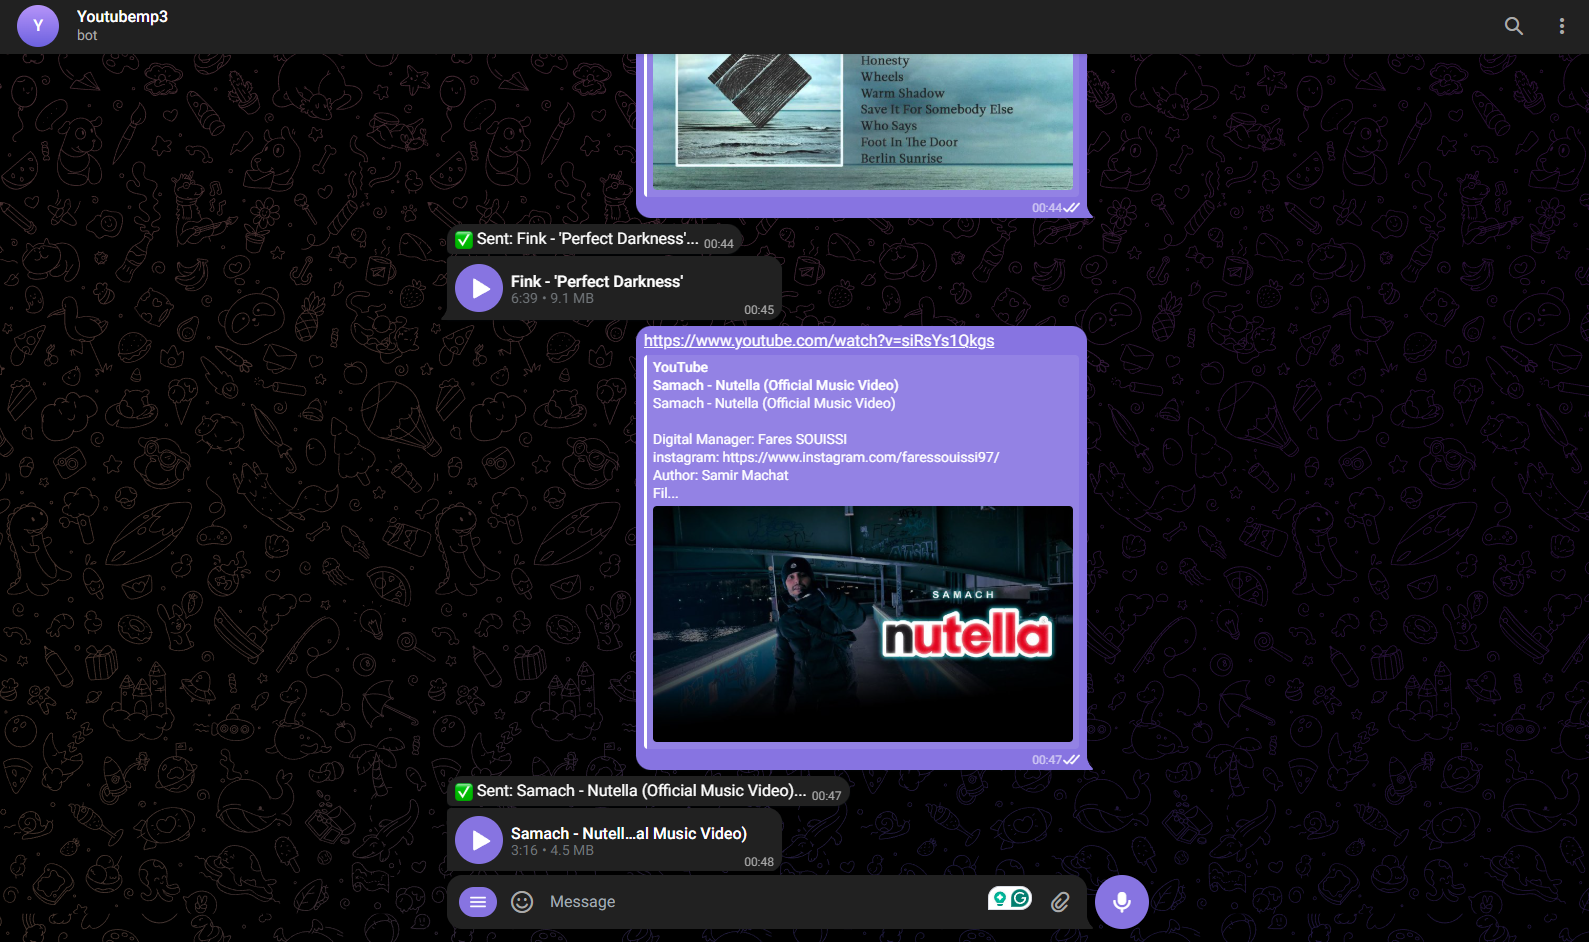 Y
Youtubemp3
bot
Honesty
Wheels
Warm Shadow
Save It For Somebody Else
Who Says
Foot In The Door
Berlin Sunrise
00:44
Sent: Fink - 'Perfect Darkness'... 00:44
Fink - 'Perfect Darkness'
6:39 • 9.1 MB
00:45
https://www.youtube.com/watch?v=siRsYs1Qkgs
YouTube
Samach - Nutella (Official Music Video)
Samach - Nutella (Official Music Video)
Digital Manager: Fares SOUISSI
instagram: https://www.instagram.com/faressouissi97/
Author: Samir Machat
Fil...
SAMACH
nutella
00:47
Sent: Samach - Nutella (Official Music Video)... 00:47
Samach - Nutell...al Music Video)
3:16 • 4.5 MB
00:48
Message